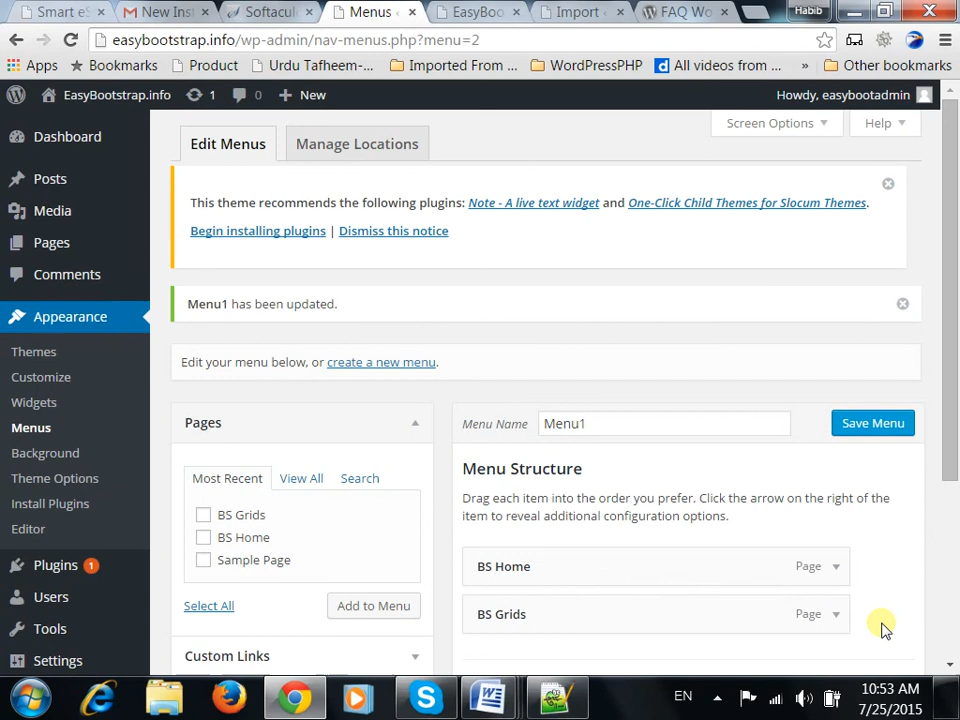 Smart eS
New Inst
Softacul
Menus
EasyBoo
Import
FAQ Wo
Habib
easybootstrap.info/wp-admin/nav-menus.php?menu=2
Apps Bookmarks Product Urdu Tafheem-... Imported From ... WordPressPHP All videos from ... » Other bookmarks
EasyBootstrap.info 1 0 New Howdy, easybootadmin
Screen Options Help
Edit Menus Manage Locations
Dashboard
Posts
Media
Pages
Comments
Appearance
Themes
Customize
Widgets
Menus
Background
Theme Options
Install Plugins
Editor
Plugins 1
Users
Tools
Settings
This theme recommends the following plugins: Note - A live text widget and One-Click Child Themes for Slocum Themes.
Begin installing plugins | Dismiss this notice
Menu1 has been updated.
Edit your menu below, or create a new menu.
Pages
Most Recent View All Search
BS Grids
BS Home
Sample Page
Select All Add to Menu
Custom Links
Menu Name Menu1 Save Menu
Menu Structure
Drag each item into the order you prefer. Click the arrow on the right of the
item to reveal additional configuration options.
BS Home Page
BS Grids Page
EN 10:53 AM
7/25/2015